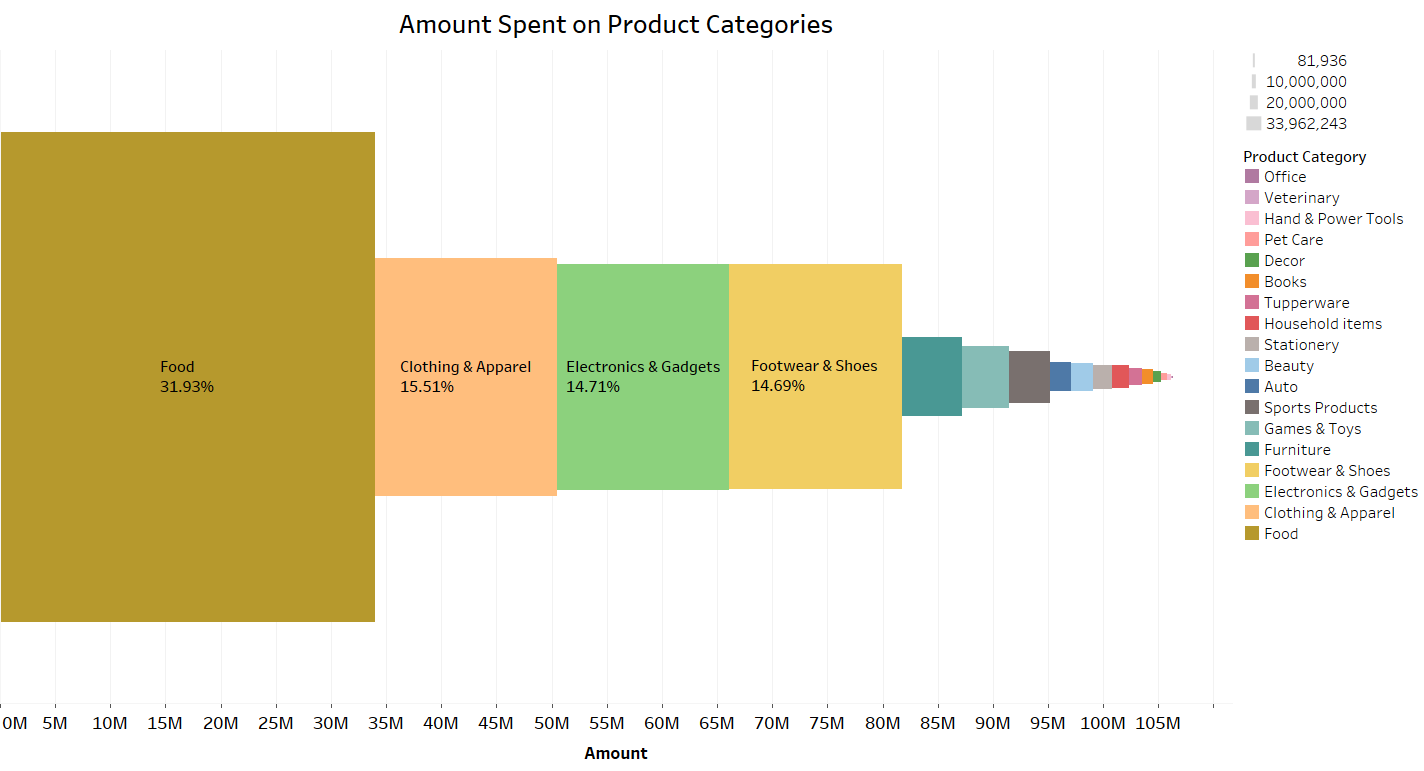 Amount Spent on Product Categories
81,936
10,000,000
20,000,000
33,962,243
Product Category
Office
Veterinary
Hand & Power Tools
Pet Care
Decor
Books
Tupperware
Household items
Stationery
Beauty
Auto
Sports Products
Games & Toys
Furniture
Footwear & Shoes
Electronics & Gadgets
Clothing & Apparel
Food
Food
31.93%
Clothing & Apparel
15.51%
Electronics & Gadgets
14.71%
Footwear & Shoes
14.69%
0M 5M 10M 15M 20M 25M 30M 35M 40M 45M 50M 55M 60M 65M 70M 75M 80M 85M 90M 95M 100M 105M
Amount